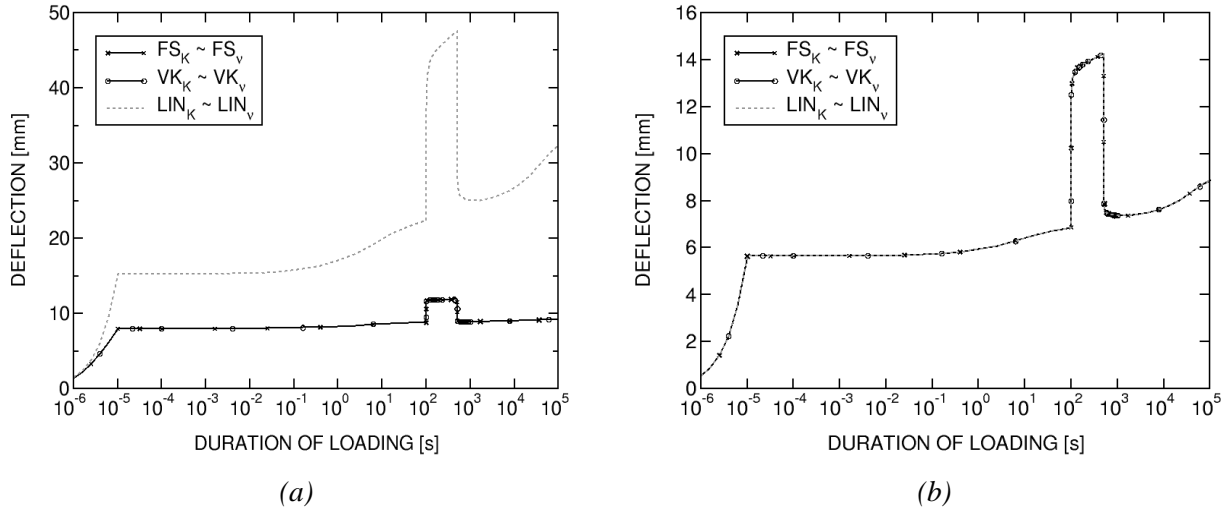 50
40
30
20
10
0
DEFLECTION [mm]
FS_K ~ FS_ν
VK_K ~ VK_ν
LIN_K ~ LIN_ν
10^-6 10^-5 10^-4 10^-3 10^-2 10^-1 10^0 10^1 10^2 10^3 10^4 10^5
DURATION OF LOADING [s]
(a)
16
14
12
10
8
6
4
2
0
DEFLECTION [mm]
FS_K ~ FS_ν
VK_K ~ VK_ν
LIN_K ~ LIN_ν
10^-6 10^-5 10^-4 10^-3 10^-2 10^-1 10^0 10^1 10^2 10^3 10^4 10^5
DURATION OF LOADING [s]
(b)